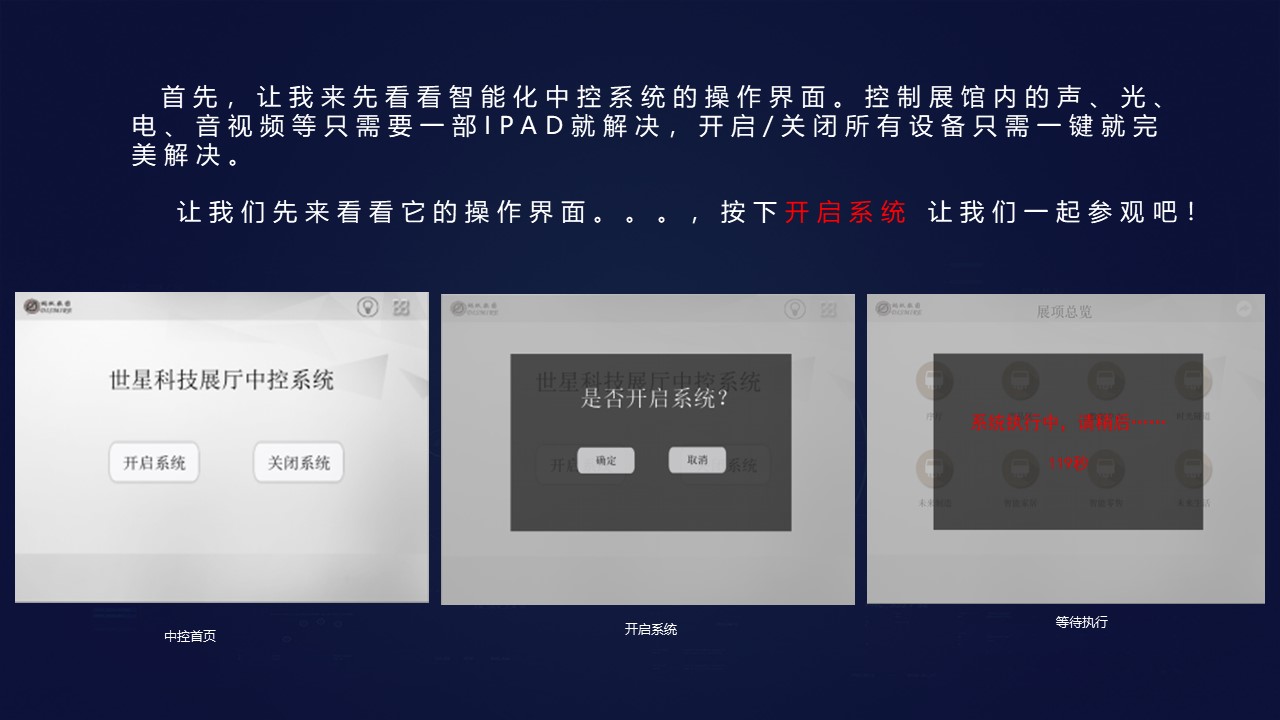 首先，让我来先看看智能化中控系统的操作界面。控制展馆内的声、光、
电、音视频等只需要一部IPAD就解决，开启/关闭所有设备只需一键就完
美解决。
让我们先来看看它的操作界面。。。，按下开启系统 让我们一起参观吧！
世星科技展厅中控系统
开启系统
关闭系统
世星科技展厅中控系统
是否开启系统？
确定
取消
展项总览
系统执行中，请稍后……
中控首页
开启系统
等待执行